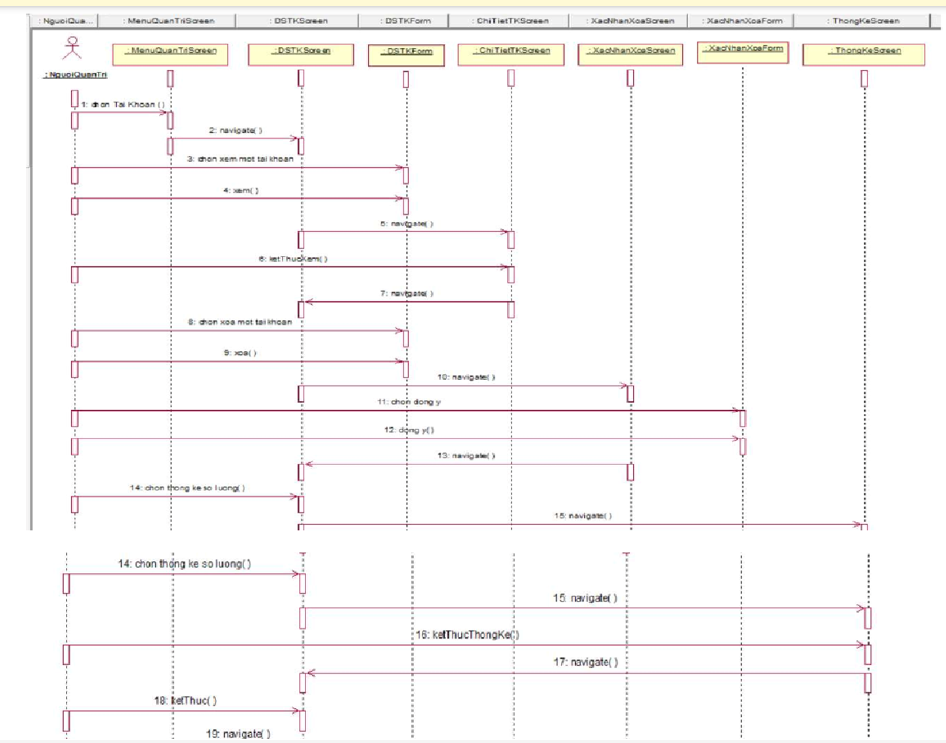 : NguoiQua...
: MenuQuanTriScreen
: DSTKScreen
: DSTKForm
: ChiTietTKScreen
: XacNhanXoaScreen
: XacNhanXoaForm
: ThongKeScreen
: NguoiQuanTri
: MenuQuanTriScreen
: DSTKScreen
: DSTKForm
: ChiTietTKScreen
: XacNhanXoaScreen
: XacNhanXoaForm
: ThongKeScreen
1: chon Tai Khoan ( )
2: navigate( )
3: chon xem mot tai khoan
4: xem( )
5: navigate( )
6: ketThucXem( )
7: navigate( )
8: chon xoa mot tai khoan
9: xoa( )
10: navigate( )
11: chon dong y
12: dong y( )
13: navigate( )
14: chon thong ke so luong( )
15: navigate( )
14: chon thong ke so luong( )
15: navigate( )
16: ketThucThongKe( )
17: navigate( )
18: ketThuc( )
19: navigate( )